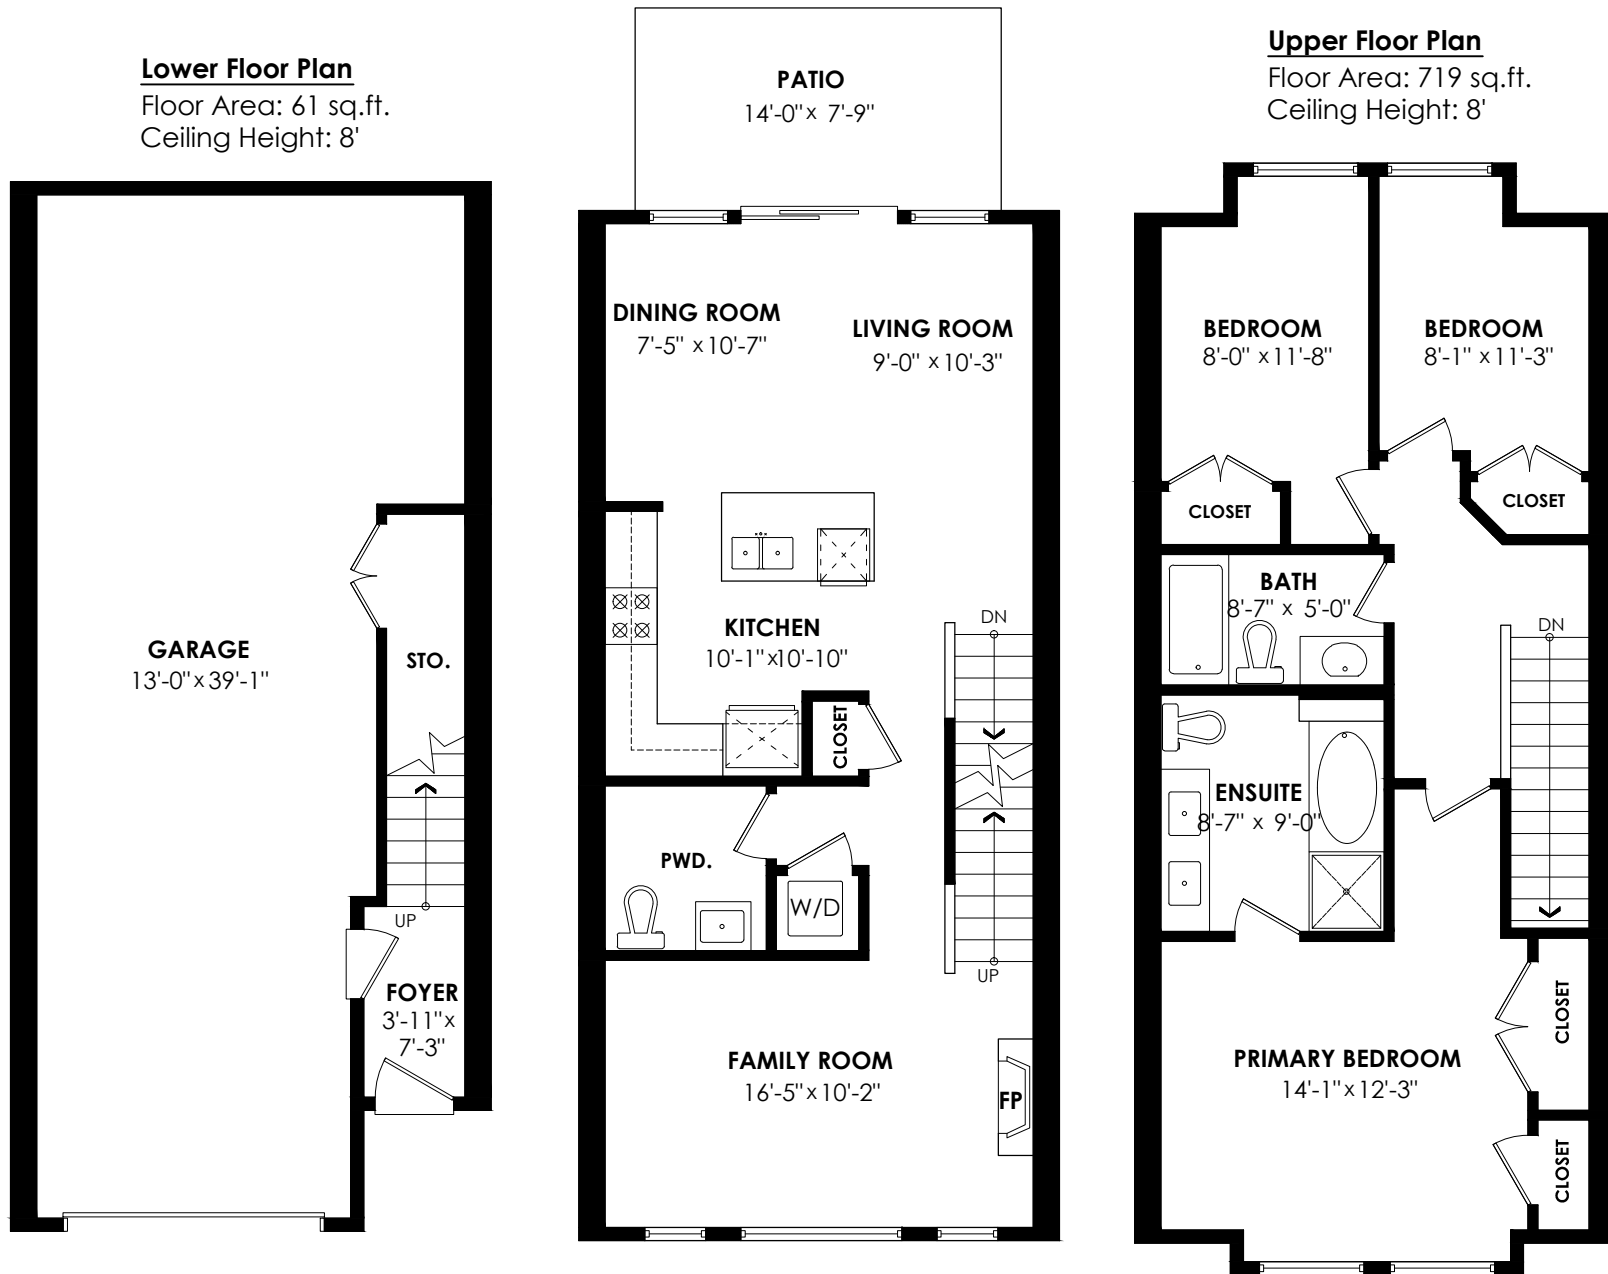 Lower Floor Plan
Floor Area: 61 sq.ft.
Ceiling Height: 8'
GARAGE
13'-0" x 39'-1"
STO.
UP
FOYER
3'-11" x
7'-3"
PATIO
14'-0" x 7'-9"
DINING ROOM
7'-5" x 10'-7"
LIVING ROOM
9'-0" x 10'-3"
KITCHEN
10'-1" x 10'-10"
DN
CLOSET
PWD.
W/D
UP
FAMILY ROOM
16'-5" x 10'-2"
FP
Upper Floor Plan
Floor Area: 719 sq.ft.
Ceiling Height: 8'
BEDROOM
8'-0" x 11'-8"
BEDROOM
8'-1" x 11'-3"
CLOSET
CLOSET
BATH
8'-7" x 5'-0"
DN
ENSUITE
8'-7" x 9'-0"
PRIMARY BEDROOM
14'-1" x 12'-3"
CLOSET
CLOSET